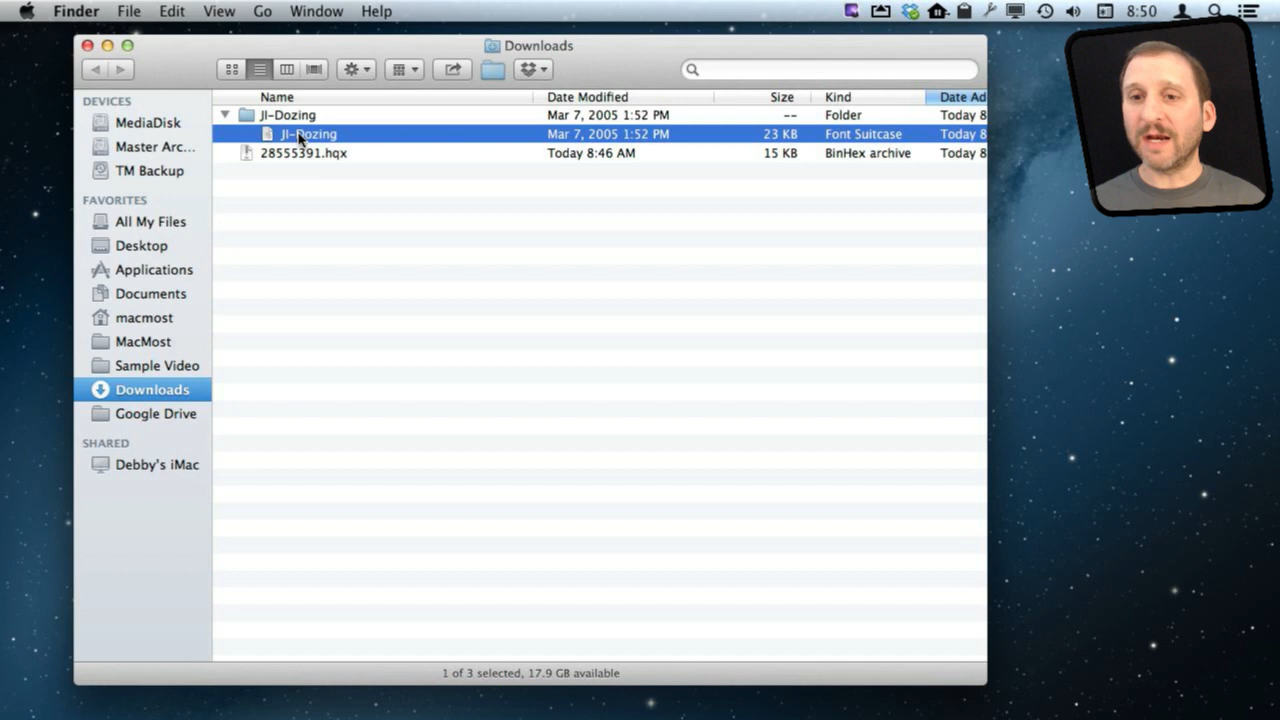 Finder File Edit View Go Window Help 8:50
Downloads
DEVICES
MediaDisk
Master Arc...
TM Backup
FAVORITES
All My Files
Desktop
Applications
Documents
macmost
MacMost
Sample Video
Downloads
Google Drive
SHARED
Debby's iMac
Name Date Modified Size Kind Date Ad
JI-Dozing Mar 7, 2005 1:52 PM -- Folder Today 8
JI-Dozing Mar 7, 2005 1:52 PM 23 KB Font Suitcase Today 8
28555391.hqx Today 8:46 AM 15 KB BinHex archive Today 8
1 of 3 selected, 17.9 GB available